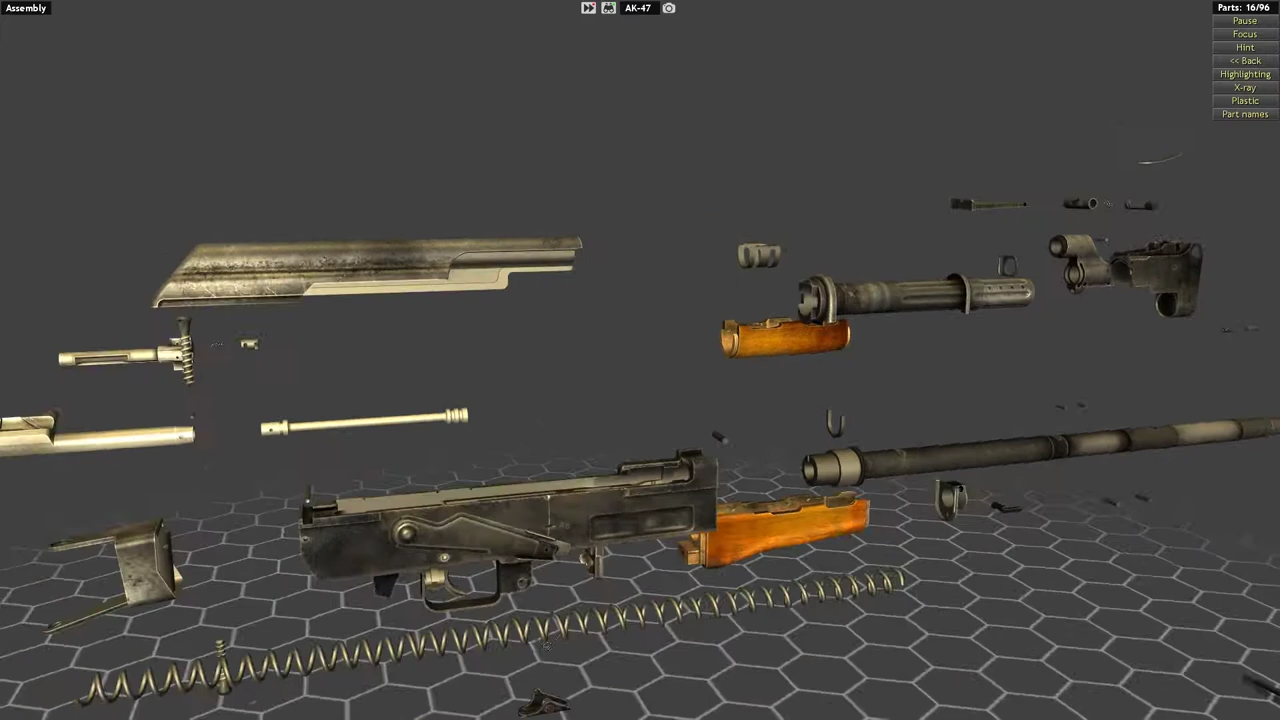 Assembly
AK-47
Parts: 16/96
Pause
Focus
Hint
<< Back
Highlighting
X-ray
Plastic
Part names